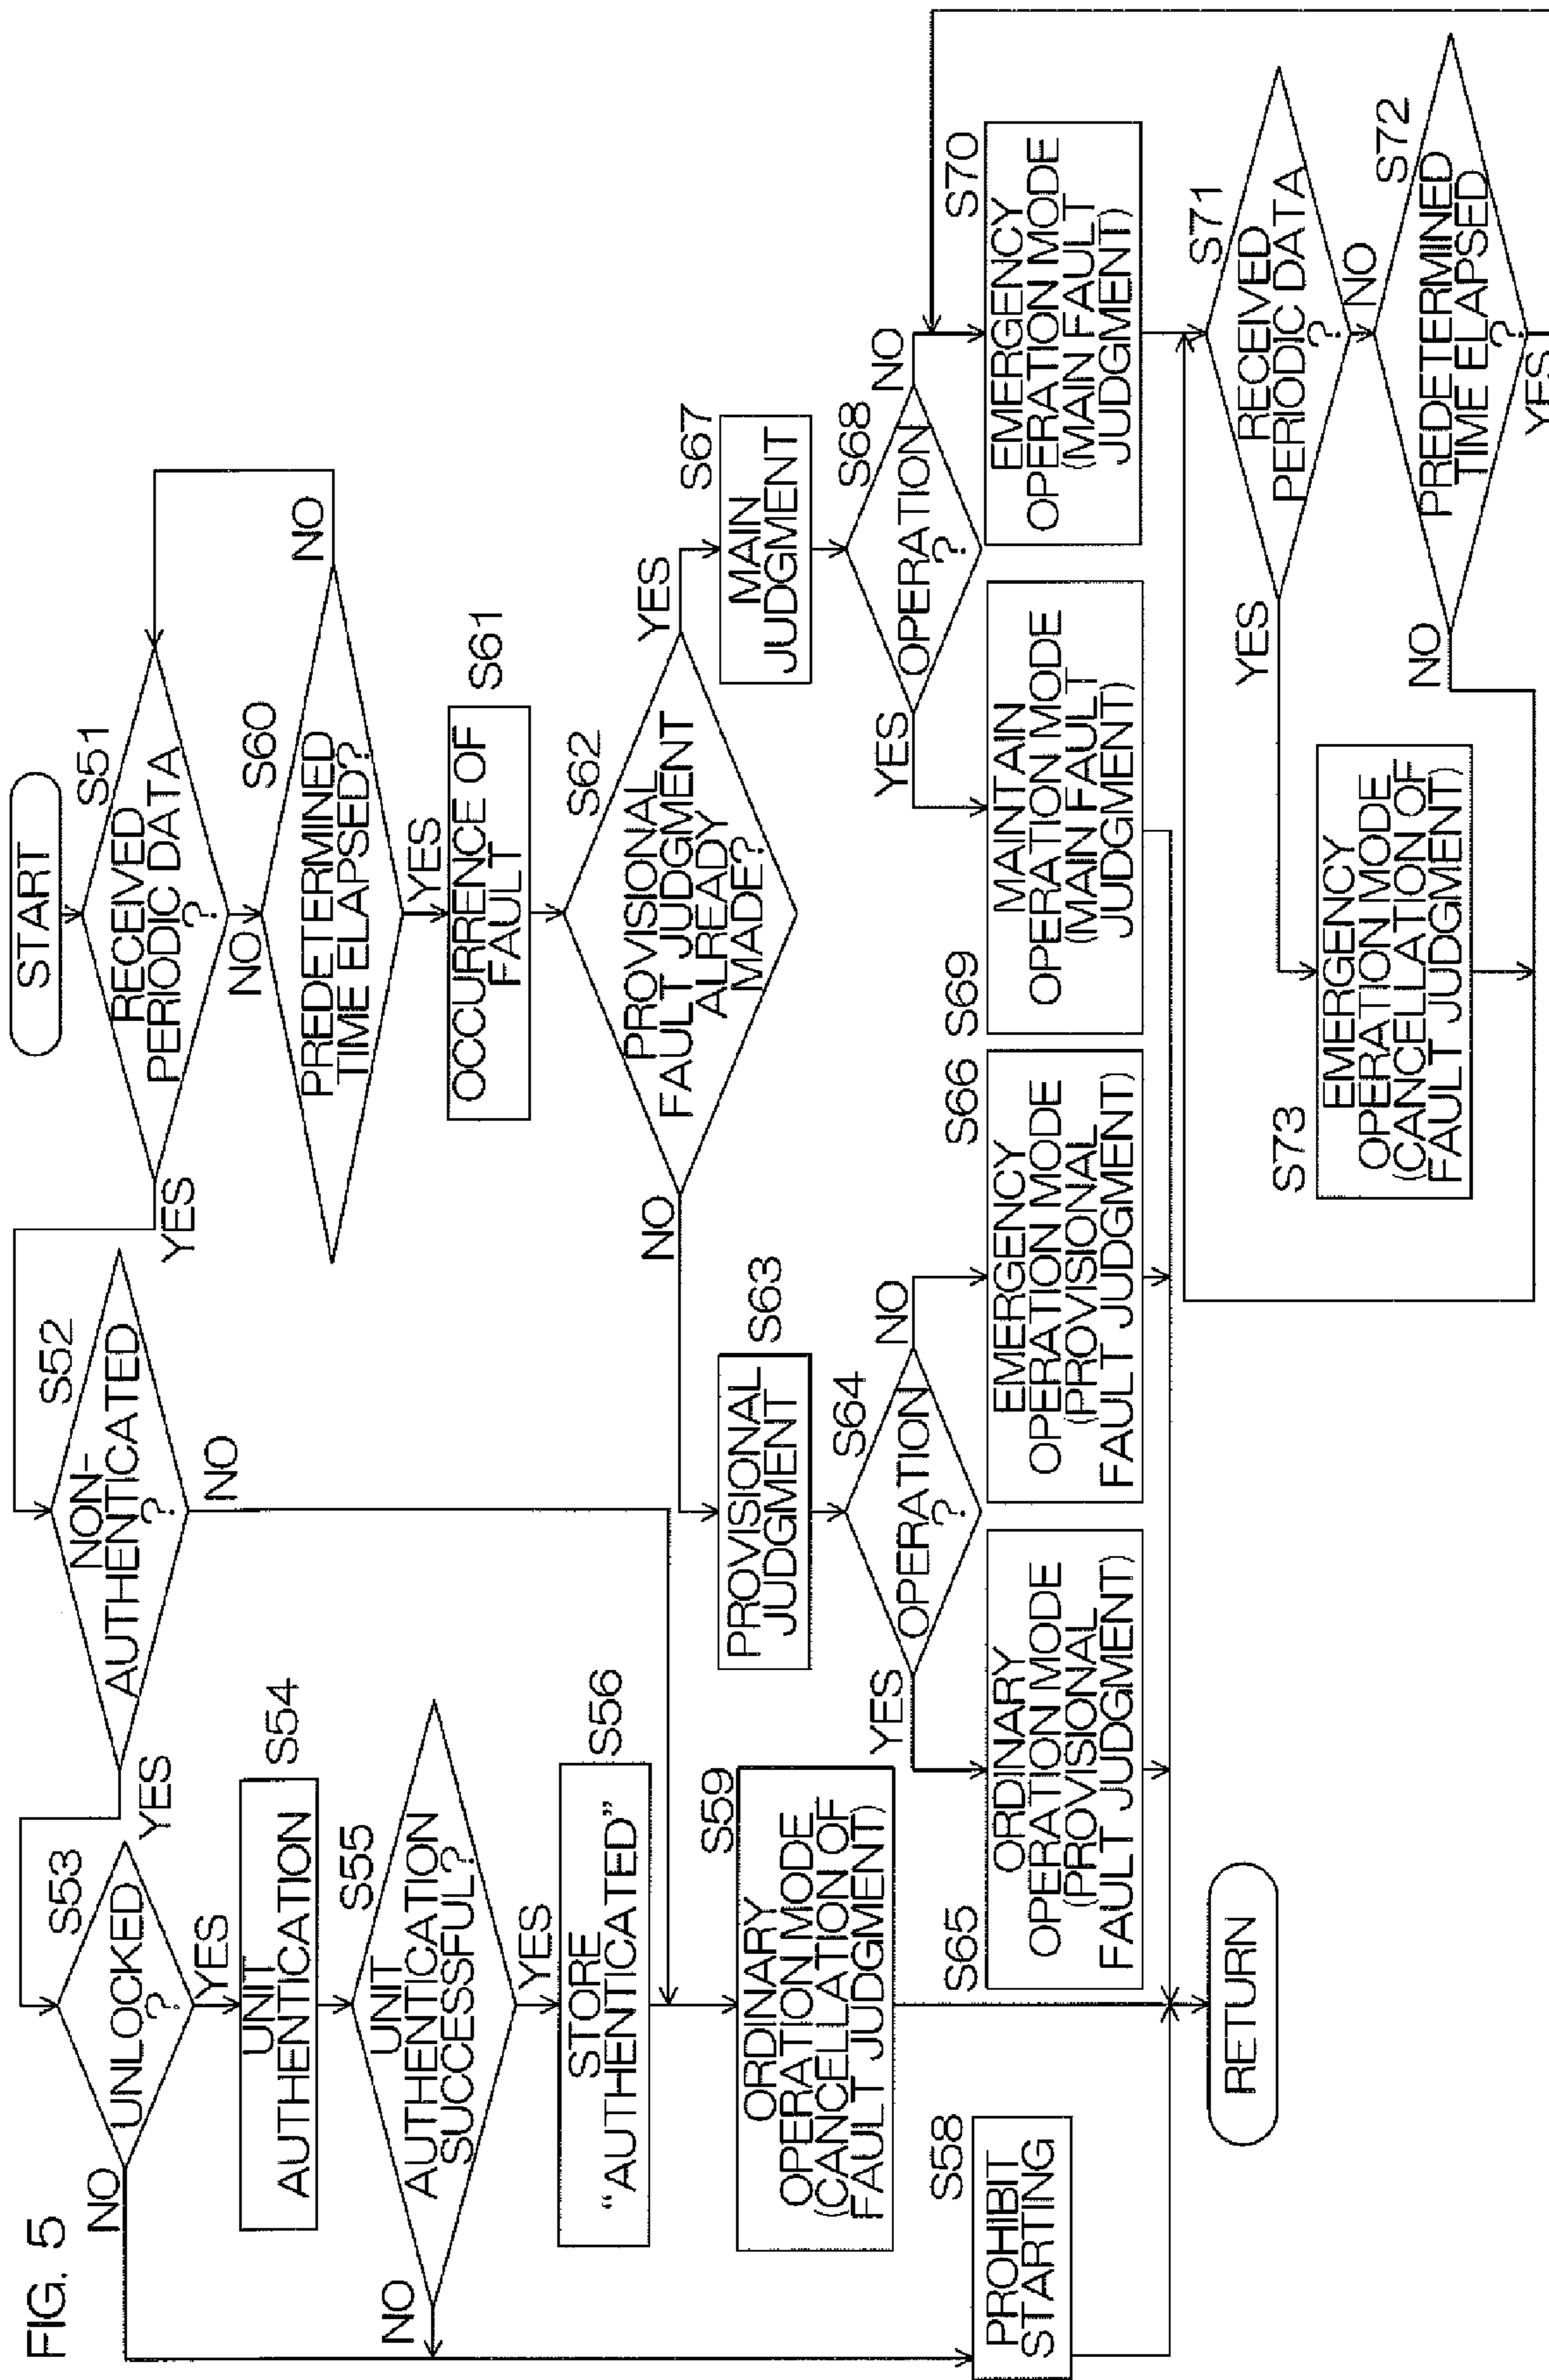 FIG. 5
START
S51
RECEIVED
PERIODIC DATA
?
YES
NO
S52
NON-
AUTHENTICATED
?
YES
NO
S53
UNLOCKED
?
NO
YES
S54
UNIT
AUTHENTICATION
S55
UNIT
AUTHENTICATION
SUCCESSFUL?
NO
YES
S56
STORE
“AUTHENTICATED”
S59
ORDINARY
OPERATION MODE
(CANCELLATION OF
FAULT JUDGMENT)
S58
PROHIBIT
STARTING
S60
PREDETERMINED
TIME ELAPSED?
NO
YES
S61
OCCURRENCE OF
FAULT
S62
PROVISIONAL
FAULT JUDGMENT
ALREADY
MADE?
NO
YES
S63
PROVISIONAL
JUDGMENT
S64
OPERATION
?
YES
NO
S65
ORDINARY
OPERATION MODE
(PROVISIONAL
FAULT JUDGMENT)
S66
EMERGENCY
OPERATION MODE
(PROVISIONAL
FAULT JUDGMENT)
S67
MAIN
JUDGMENT
S68
OPERATION
?
YES
NO
S69
MAINTAIN
OPERATION MODE
(MAIN FAULT
JUDGMENT)
S70
EMERGENCY
OPERATION MODE
(MAIN FAULT
JUDGMENT)
S71
RECEIVED
PERIODIC DATA
?
YES
NO
S72
PREDETERMINED
TIME ELAPSED
?
NO
YES
S73
EMERGENCY
OPERATION MODE
(CANCELLATION OF
FAULT JUDGMENT)
RETURN